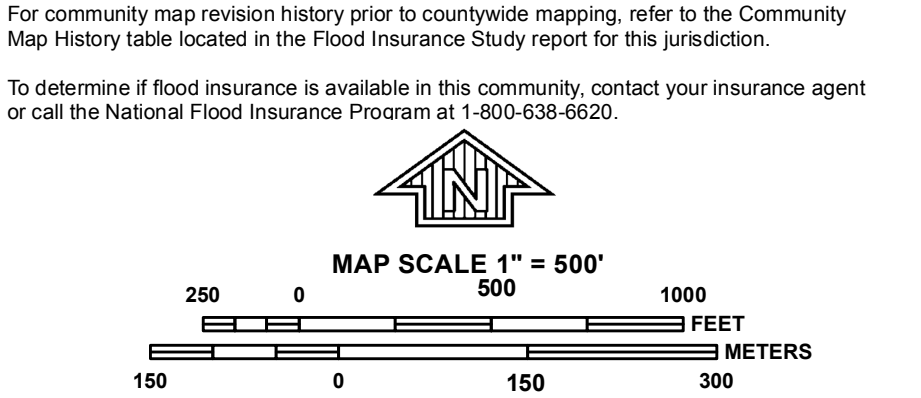 For community map revision history prior to countywide mapping, refer to the Community
Map History table located in the Flood Insurance Study report for this jurisdiction.
To determine if flood insurance is available in this community, contact your insurance agent
or call the National Flood Insurance Program at 1-800-638-6620.
N
MAP SCALE 1" = 500'
250 0 500 1000
FEET
METERS
150 0 150 300